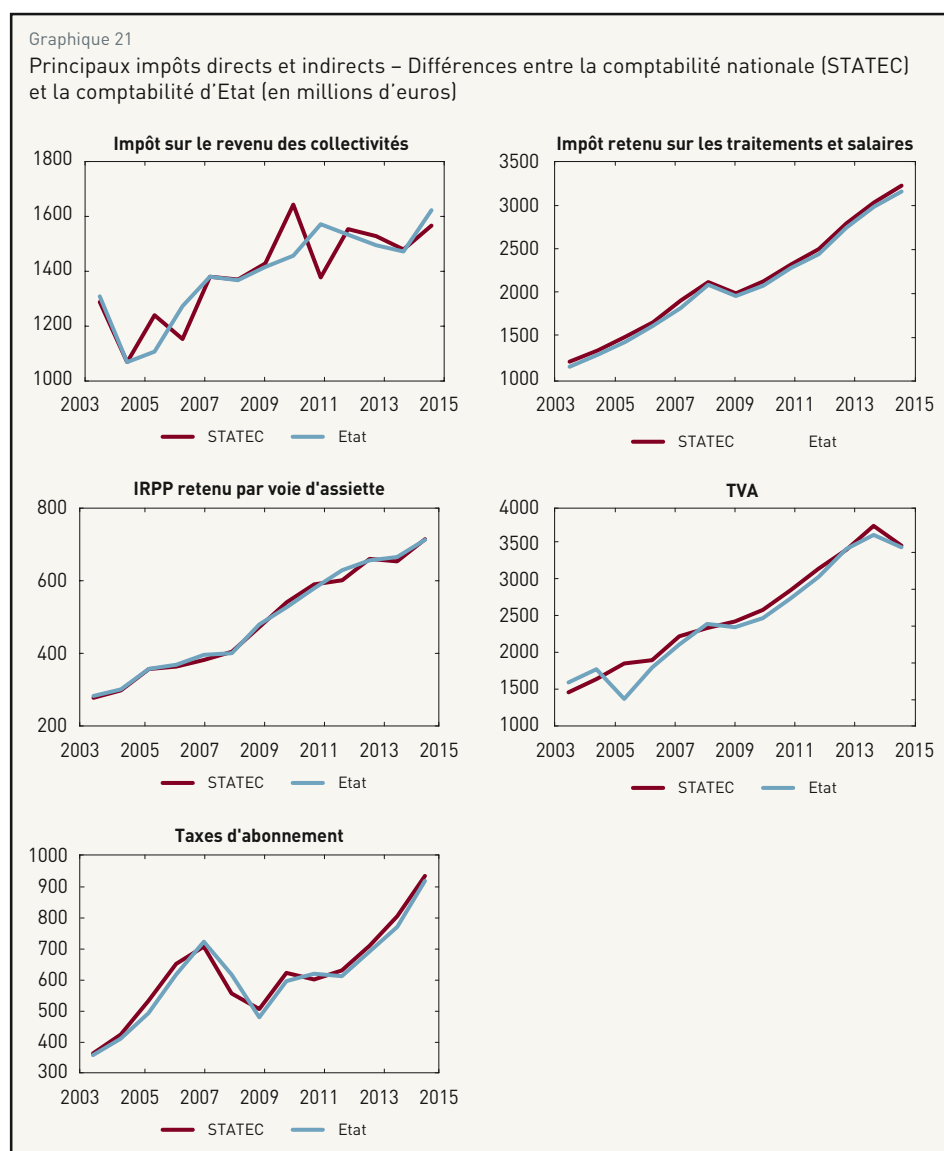 Graphique 21
Principaux impôts directs et indirects – Différences entre la comptabilité nationale (STATEC)
et la comptabilité d'Etat (en millions d'euros)
Impôt sur le revenu des collectivités
1800
1600
1400
1200
1000
2003 2005 2007 2009 2011 2013 2015
STATEC Etat
Impôt retenu sur les traitements et salaires
3500
3000
2500
2000
1500
1000
2003 2005 2007 2009 2011 2013 2015
STATEC Etat
IRPP retenu par voie d'assiette
800
600
400
200
2003 2005 2007 2009 2011 2013 2015
STATEC Etat
TVA
4000
3500
3000
2500
2000
1500
1000
2003 2005 2007 2009 2011 2013 2015
STATEC Etat
Taxes d'abonnement
1000
900
800
700
600
500
400
300
2003 2005 2007 2009 2011 2013 2015
STATEC Etat